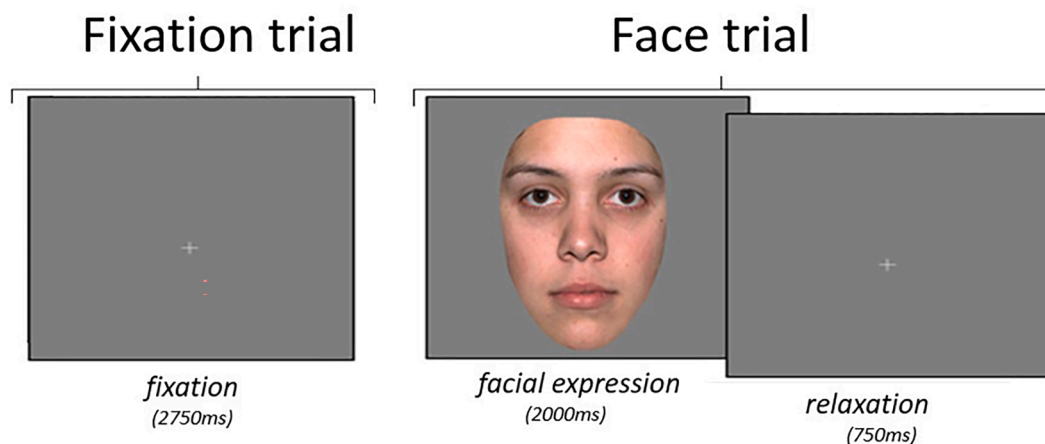 Fixation trial
Face trial
fixation
(2750ms)
facial expression
(2000ms)
relaxation
(750ms)